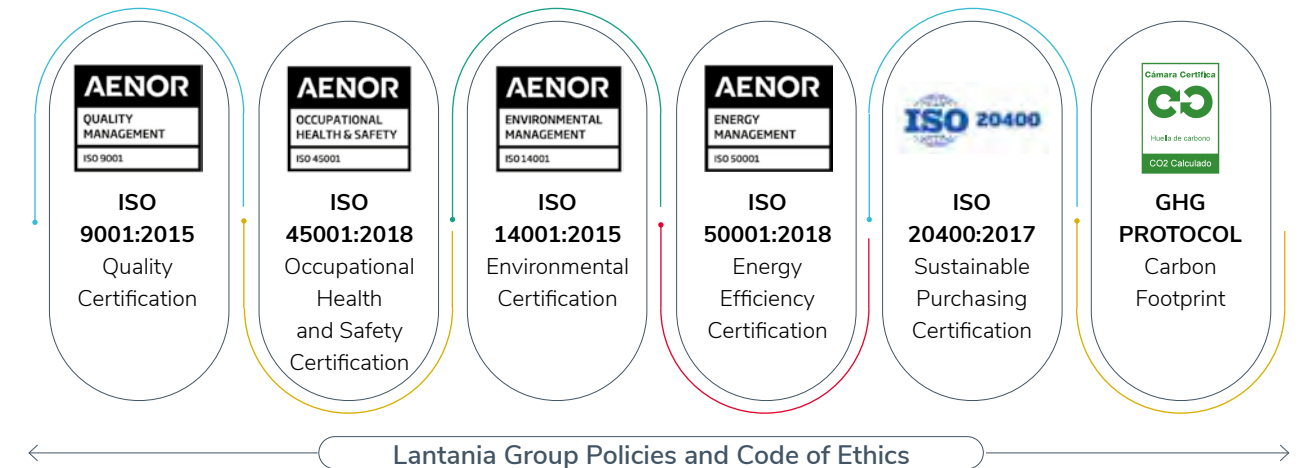 AENOR
QUALITY
MANAGEMENT
ISO 9001
ISO
9001:2015
Quality
Certification
AENOR
OCCUPATIONAL
HEALTH & SAFETY
ISO 45001
ISO
45001:2018
Occupational
Health
and Safety
Certification
AENOR
ENVIRONMENTAL
MANAGEMENT
ISO 14001
ISO
14001:2015
Environmental
Certification
AENOR
ENERGY
MANAGEMENT
ISO 50001
ISO
50001:2018
Energy
Efficiency
Certification
ISO 20400
ISO
20400:2017
Sustainable
Purchasing
Certification
Cámara Certifica
Huella de carbono
CO2 Calculado
GHG
PROTOCOL
Carbon
Footprint
Lantania Group Policies and Code of Ethics